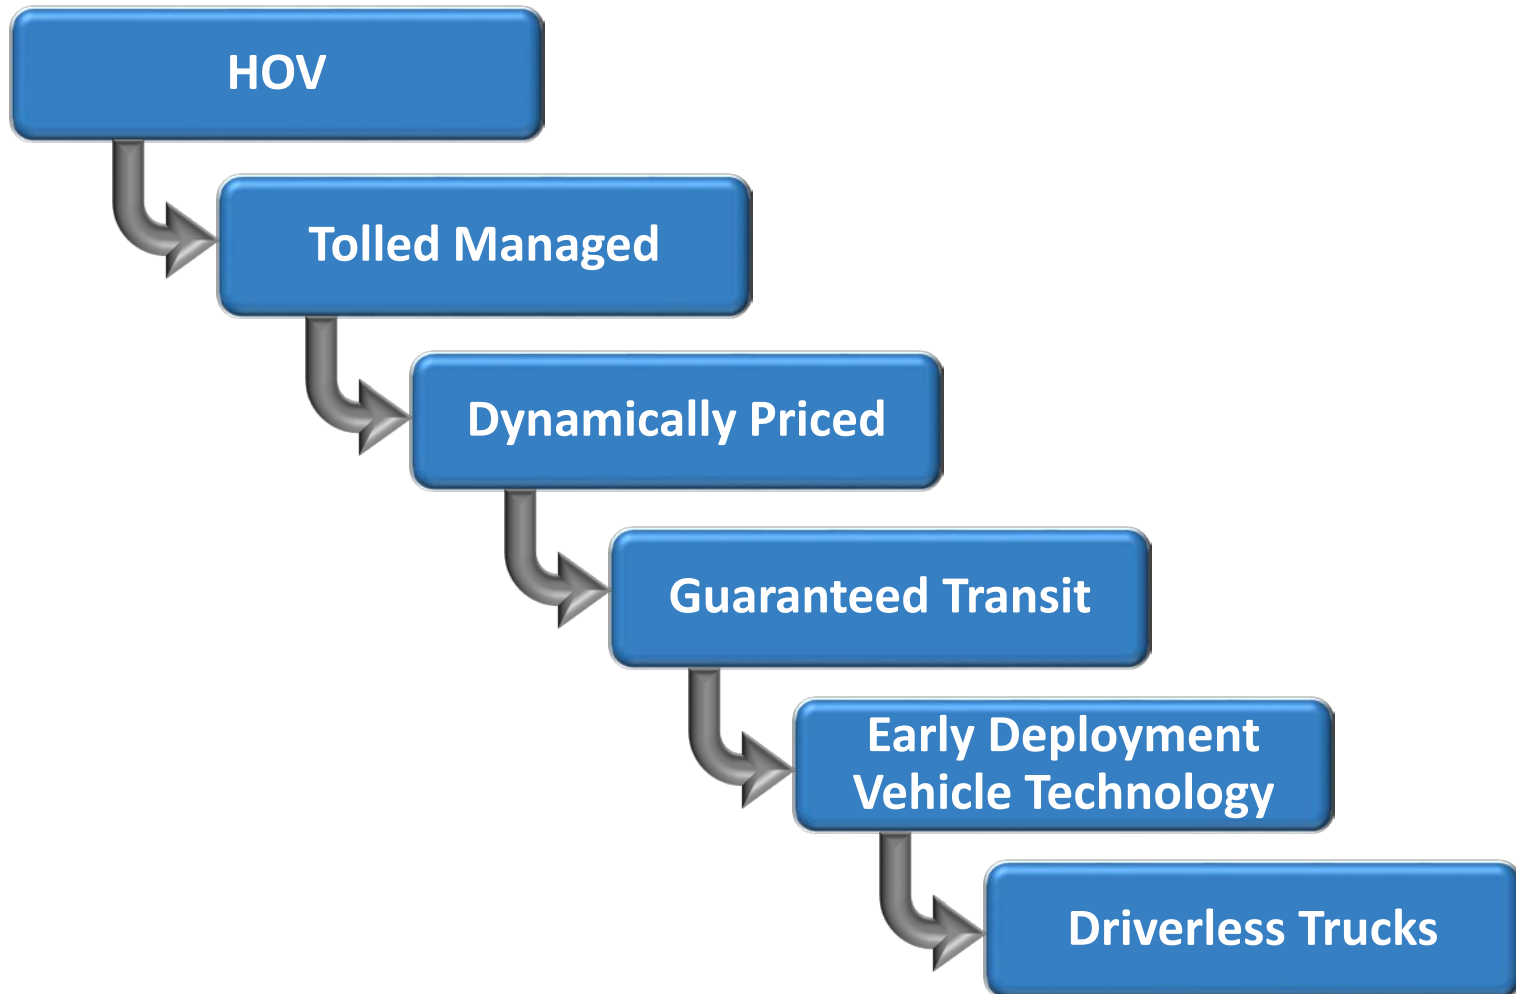 HOV
Tolled Managed
Dynamically Priced
Guaranteed Transit
Early Deployment
Vehicle Technology
Driverless Trucks